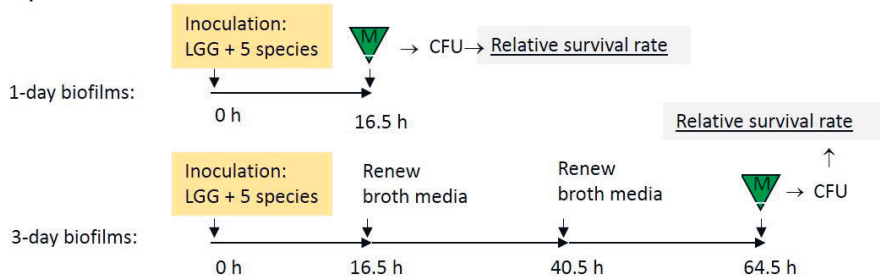 Inoculation:
LGG + 5 species
M
→ CFU → Relative survival rate
1-day biofilms:
0 h
16.5 h
Relative survival rate
↑
Inoculation:
LGG + 5 species
Renew
broth media
Renew
broth media
M
→ CFU
3-day biofilms:
0 h
16.5 h
40.5 h
64.5 h